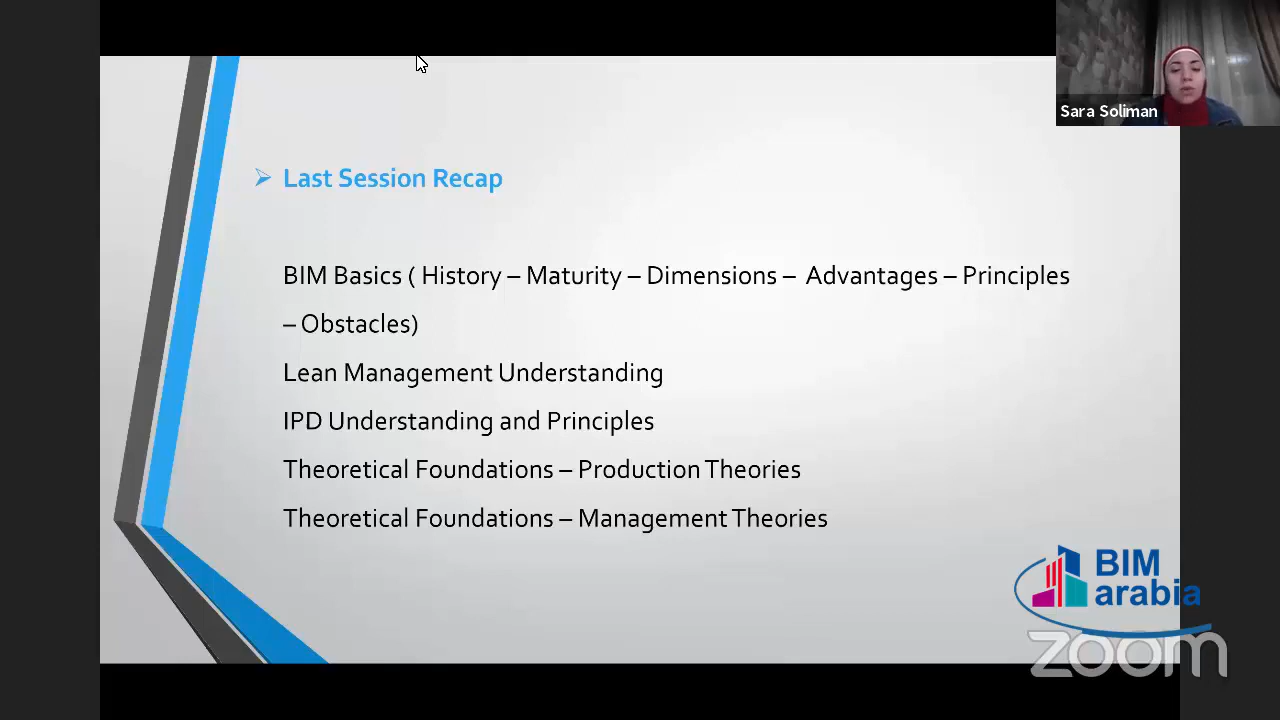 Sara Soliman
Last Session Recap
BIM Basics ( History – Maturity – Dimensions – Advantages – Principles
– Obstacles)
Lean Management Understanding
IPD Understanding and Principles
Theoretical Foundations – Production Theories
Theoretical Foundations – Management Theories
BIM
arabia
zoom